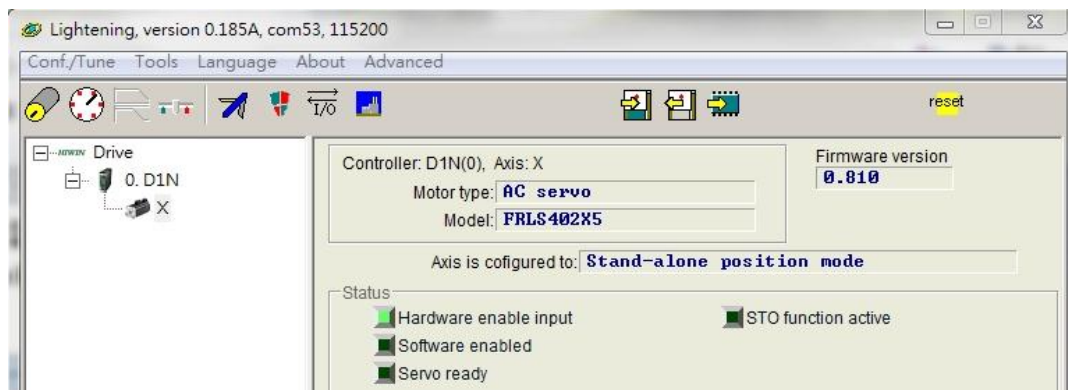 Lightening, version 0.185A, com53, 115200
Conf./Tune Tools Language About Advanced
I/O
reset
HIWIN Drive
0. D1N
X
Controller: D1N(0), Axis: X
Motor type: AC servo
Model: FRLS402X5
Firmware version
0.810
Axis is cofigured to: Stand-alone position mode
Status
Hardware enable input
STO function active
Software enabled
Servo ready